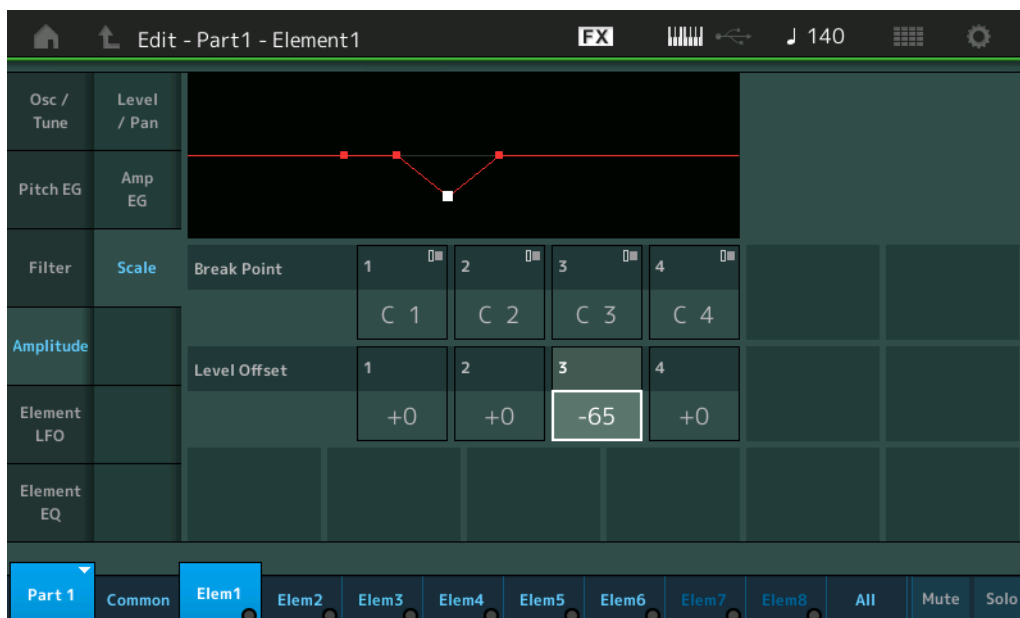 Edit - Part1 - Element1 FX ♩ 140
Osc /
Tune
Level
/ Pan
Pitch EG
Amp
EG
Filter
Scale
Break Point 1 2 3 4
C 1 C 2 C 3 C 4
Amplitude
Level Offset 1 2 3 4
+0 +0 -65 +0
Element
LFO
Element
EQ
Part 1 Common Elem1 Elem2 Elem3 Elem4 Elem5 Elem6 Elem7 Elem8 All Mute Solo